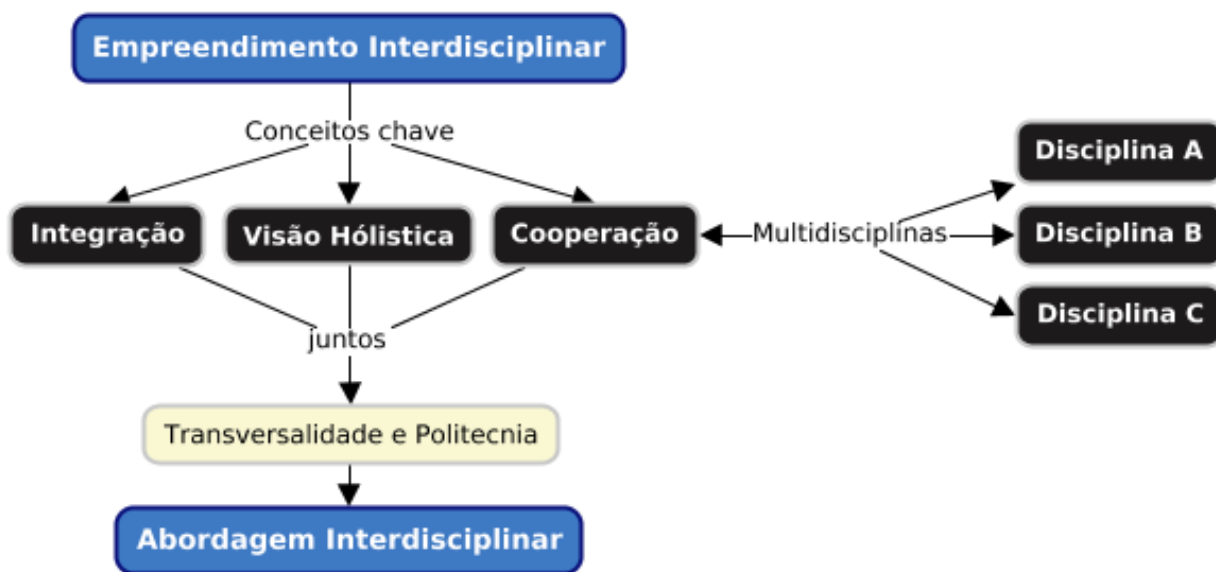 Empreendimento Interdisciplinar
Conceitos chave
Disciplina A
Integração
Visão Hólistica
Cooperação
Multidisciplinas
Disciplina B
Disciplina C
juntos
Transversalidade e Politecnia
Abordagem Interdisciplinar